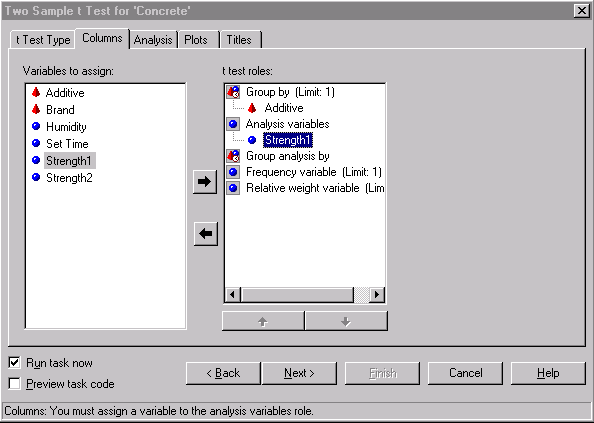 Two Sample t Test for 'Concrete'
t Test Type Columns Analysis Plots Titles
Variables to assign:
Additive
Brand
Humidity
Set Time
Strength1
Strength2
t test roles:
Group by (Limit: 1)
Additive
Analysis variables
Strength1
Group analysis by
Frequency variable (Limit: 1)
Relative weight variable (Lim
Run task now
Preview task code
< Back Next > Finish Cancel Help
Columns: You must assign a variable to the analysis variables role.